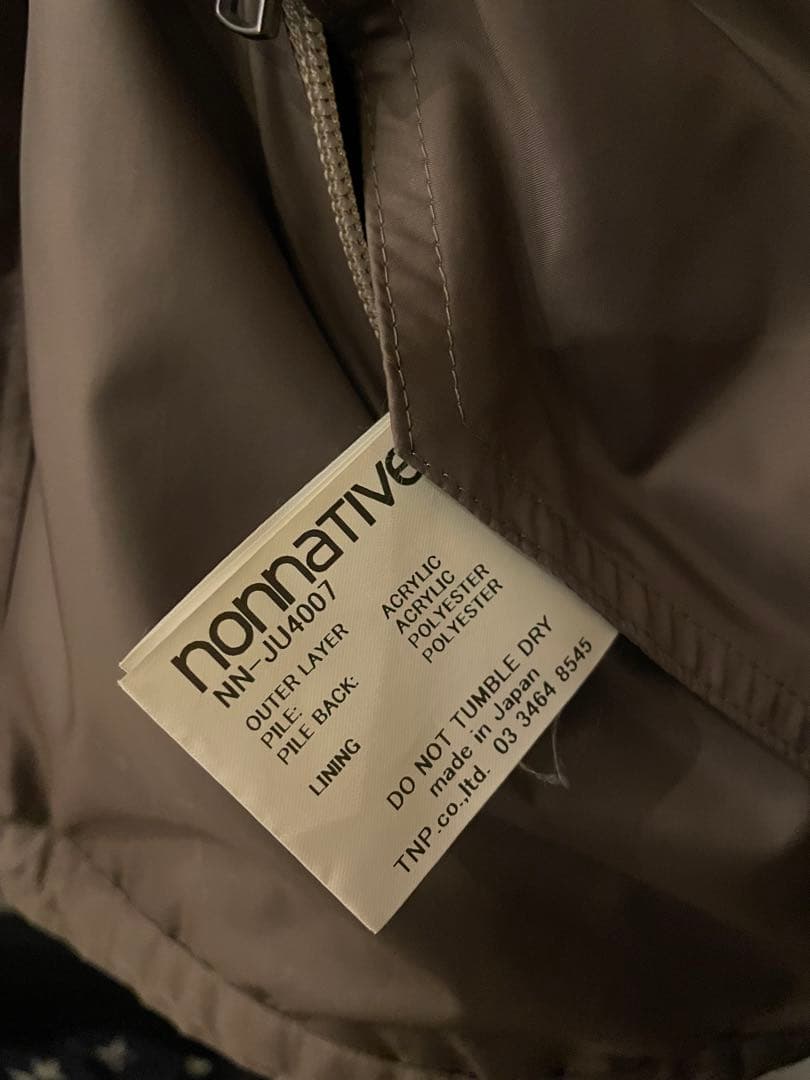 nonnative
NN-JU4007
OUTER LAYER
PILE: ACRYLIC
PILE BACK: ACRYLIC
POLYESTER
LINING POLYESTER
DO NOT TUMBLE DRY
made in Japan
TNP.co.,ltd. 03 3464 8545